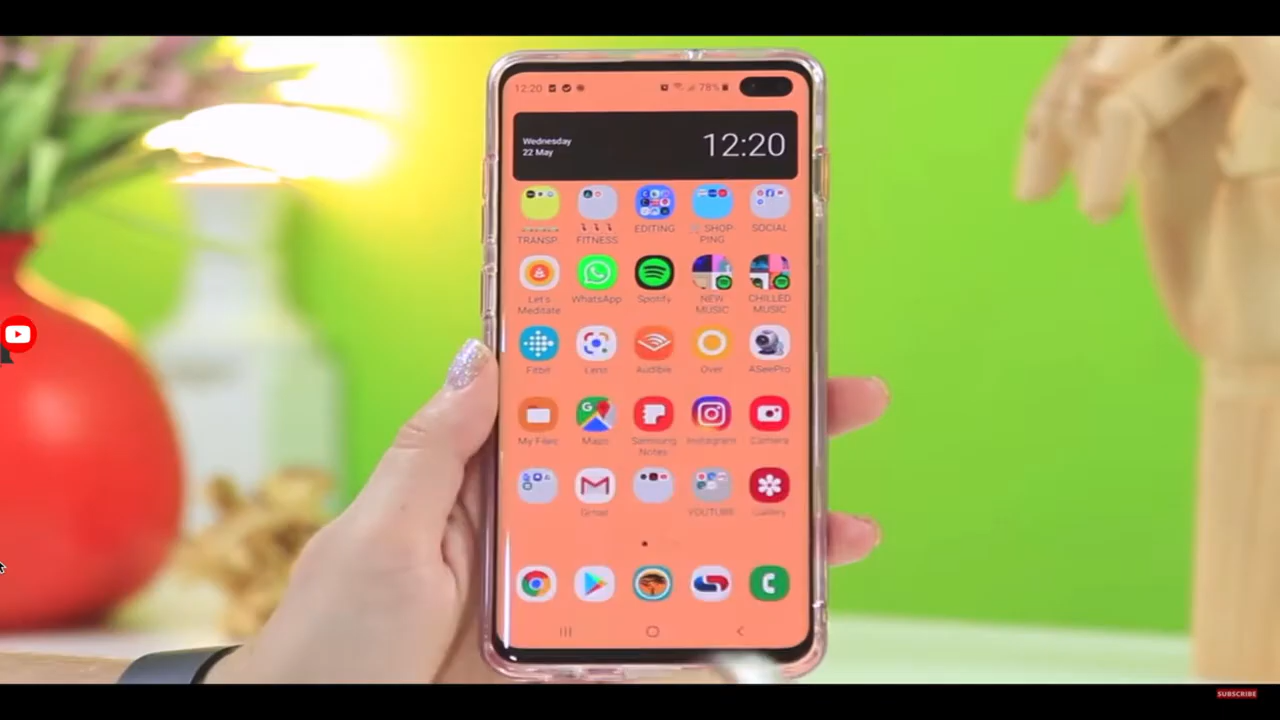 12:20
78%
Wednesday
12:20
22 May
TRANSP.
FITNESS
EDITING
SHOP
PING
SOCIAL
Let's
Meditate
WhatsApp
Spotify
NEW
MUSIC
CHILLED
MUSIC
Fitbit
Lens
Audible
Over
ASeePro
My Files
Maps
Samsung
Notes
Instagram
Camera
Gmail
YOUTUBE
Gallery
SUBSCRIBE